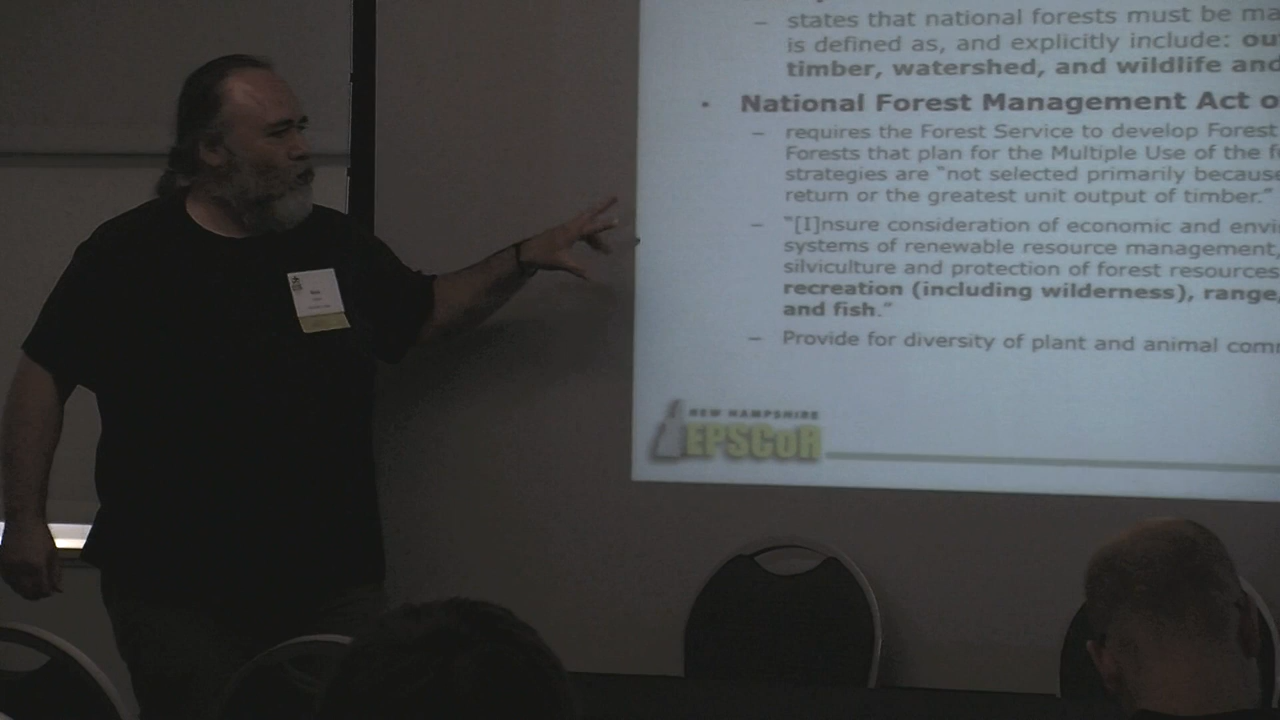 – states that national forests must be ma
is defined as, and explicitly include: ou
timber, watershed, and wildlife and
• National Forest Management Act o
– requires the Forest Service to develop Forest
Forests that plan for the Multiple Use of the f
strategies are “not selected primarily because
return or the greatest unit output of timber.”
– “[I]nsure consideration of economic and envi
systems of renewable resource management,
silviculture and protection of forest resources
recreation (including wilderness), range,
and fish.”
– Provide for diversity of plant and animal com
NEW HAMPSHIRE
EPSCoR